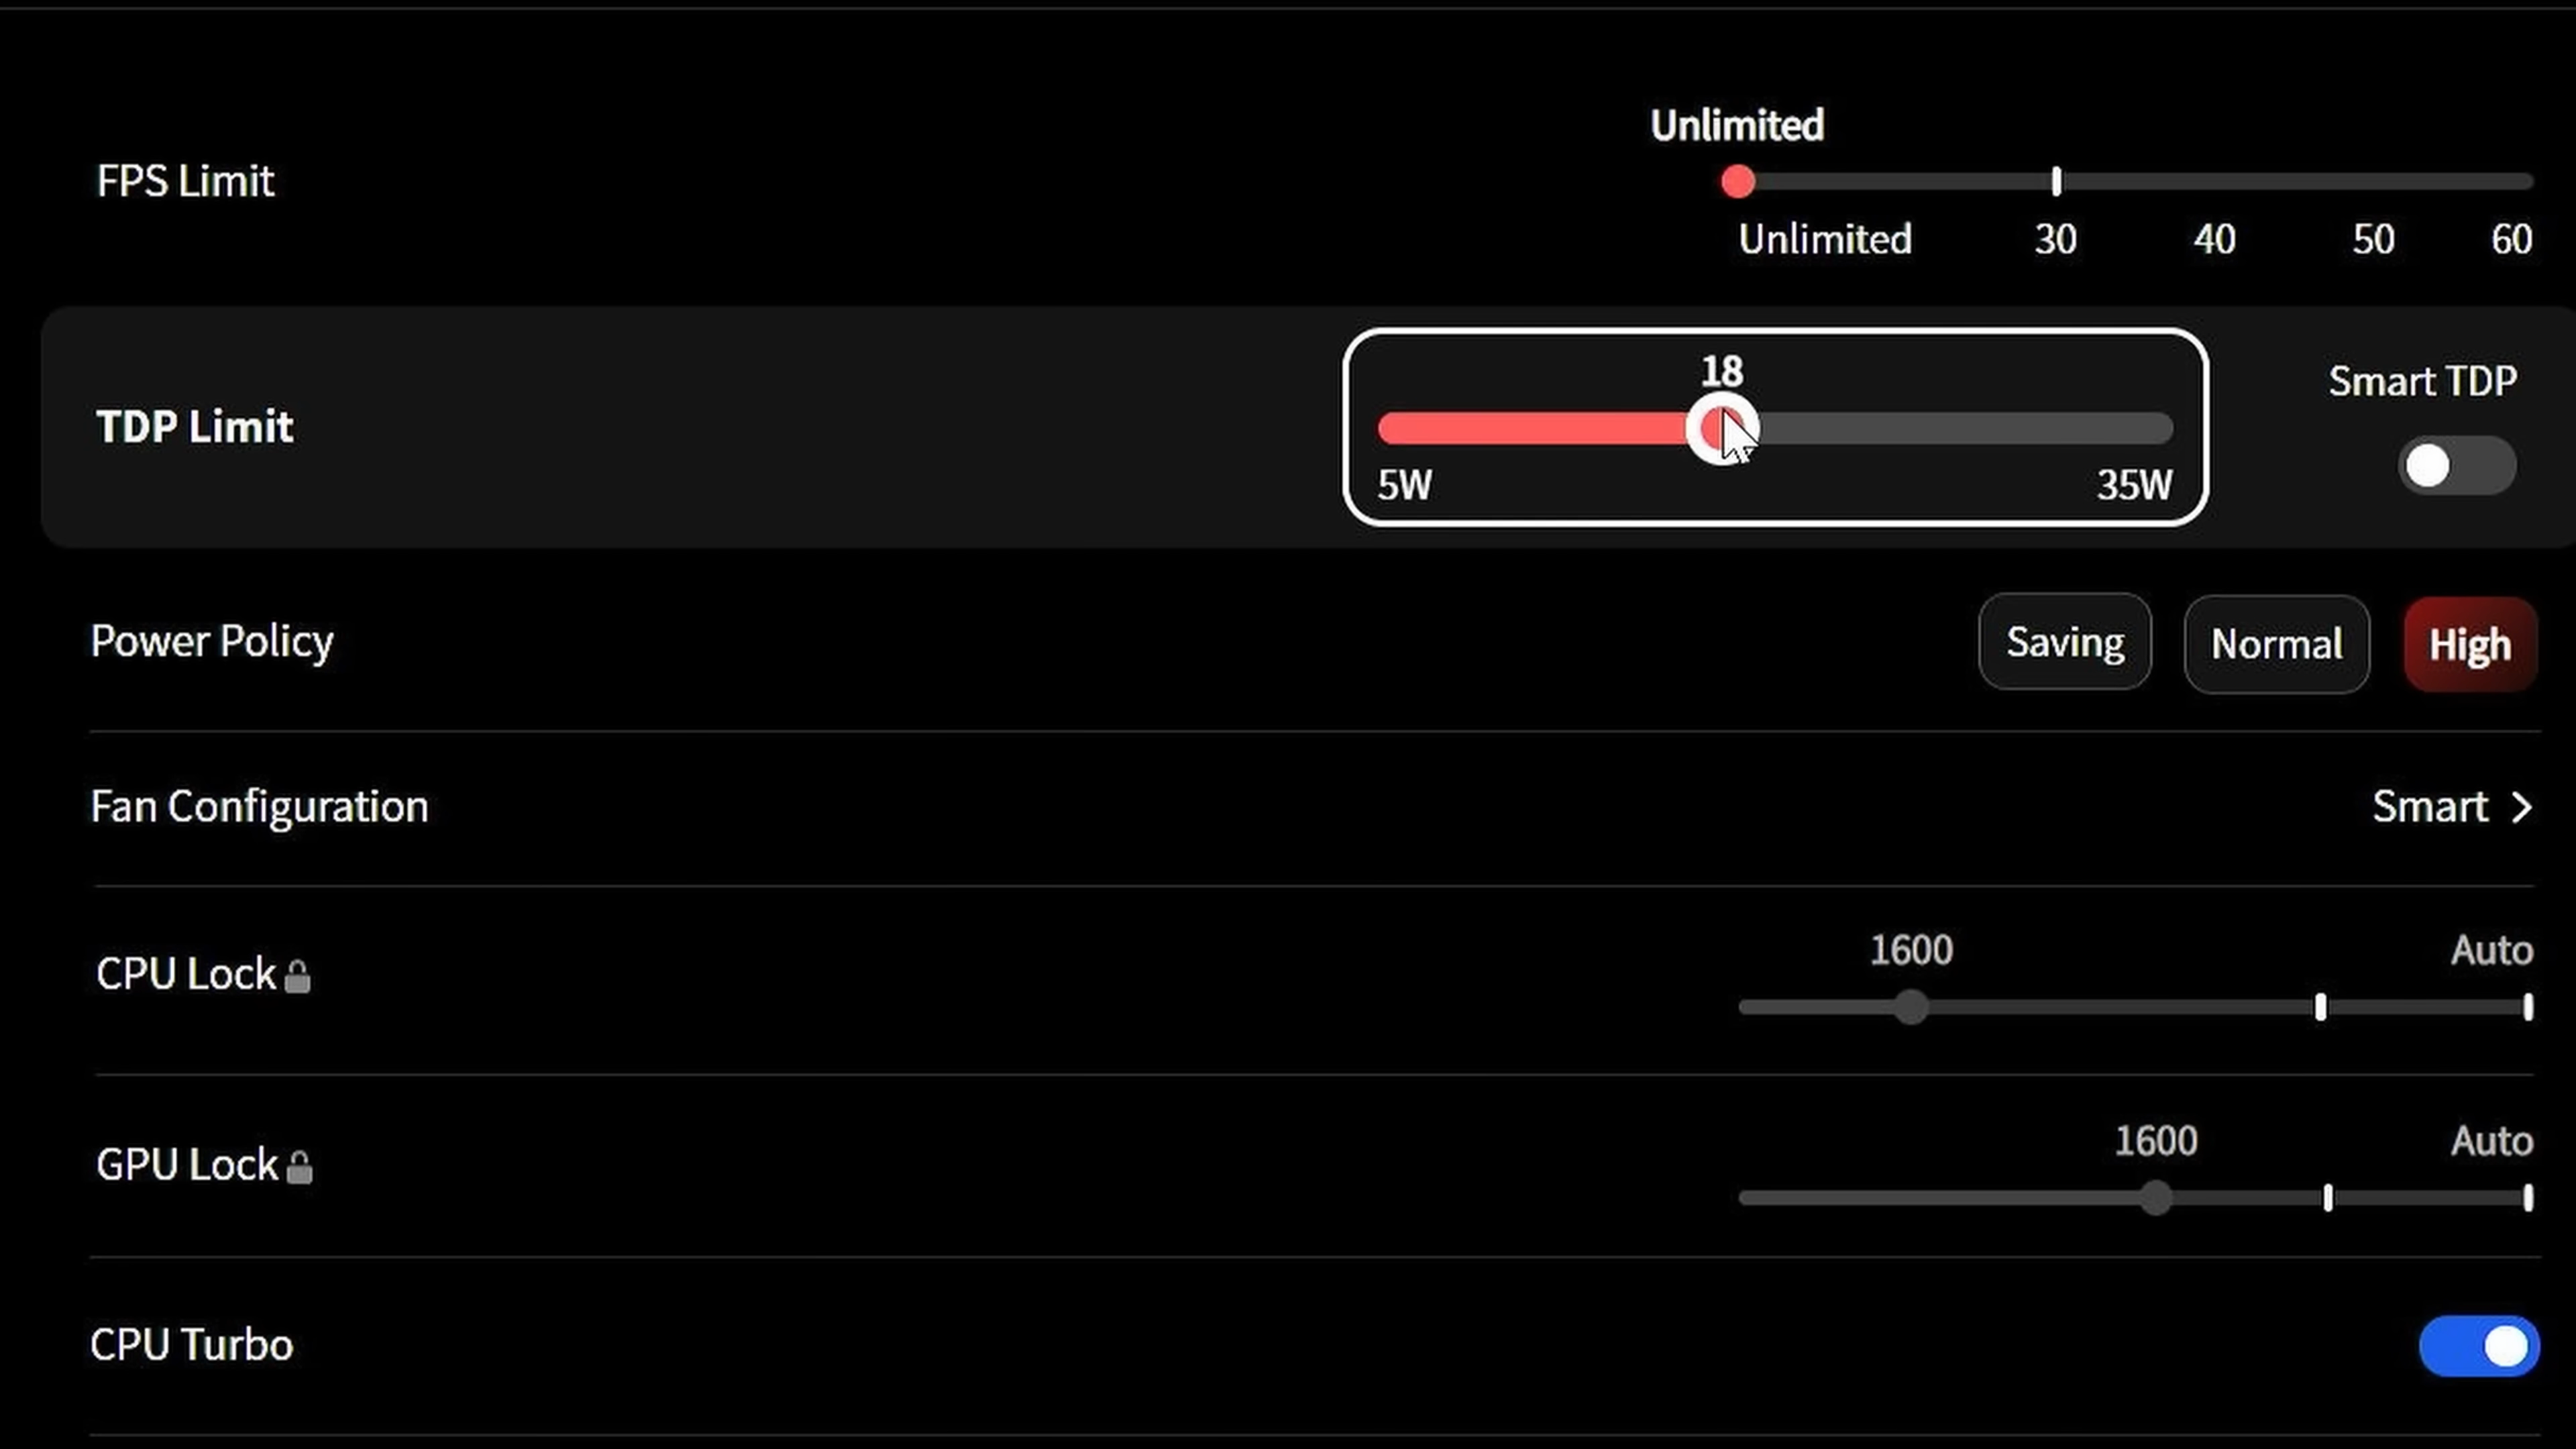 Unlimited
FPS Limit
Unlimited 30 40 50 60
18
Smart TDP
TDP Limit
5W 35W
Power Policy Saving Normal High
Fan Configuration Smart
1600 Auto
CPU Lock
1600 Auto
GPU Lock
CPU Turbo